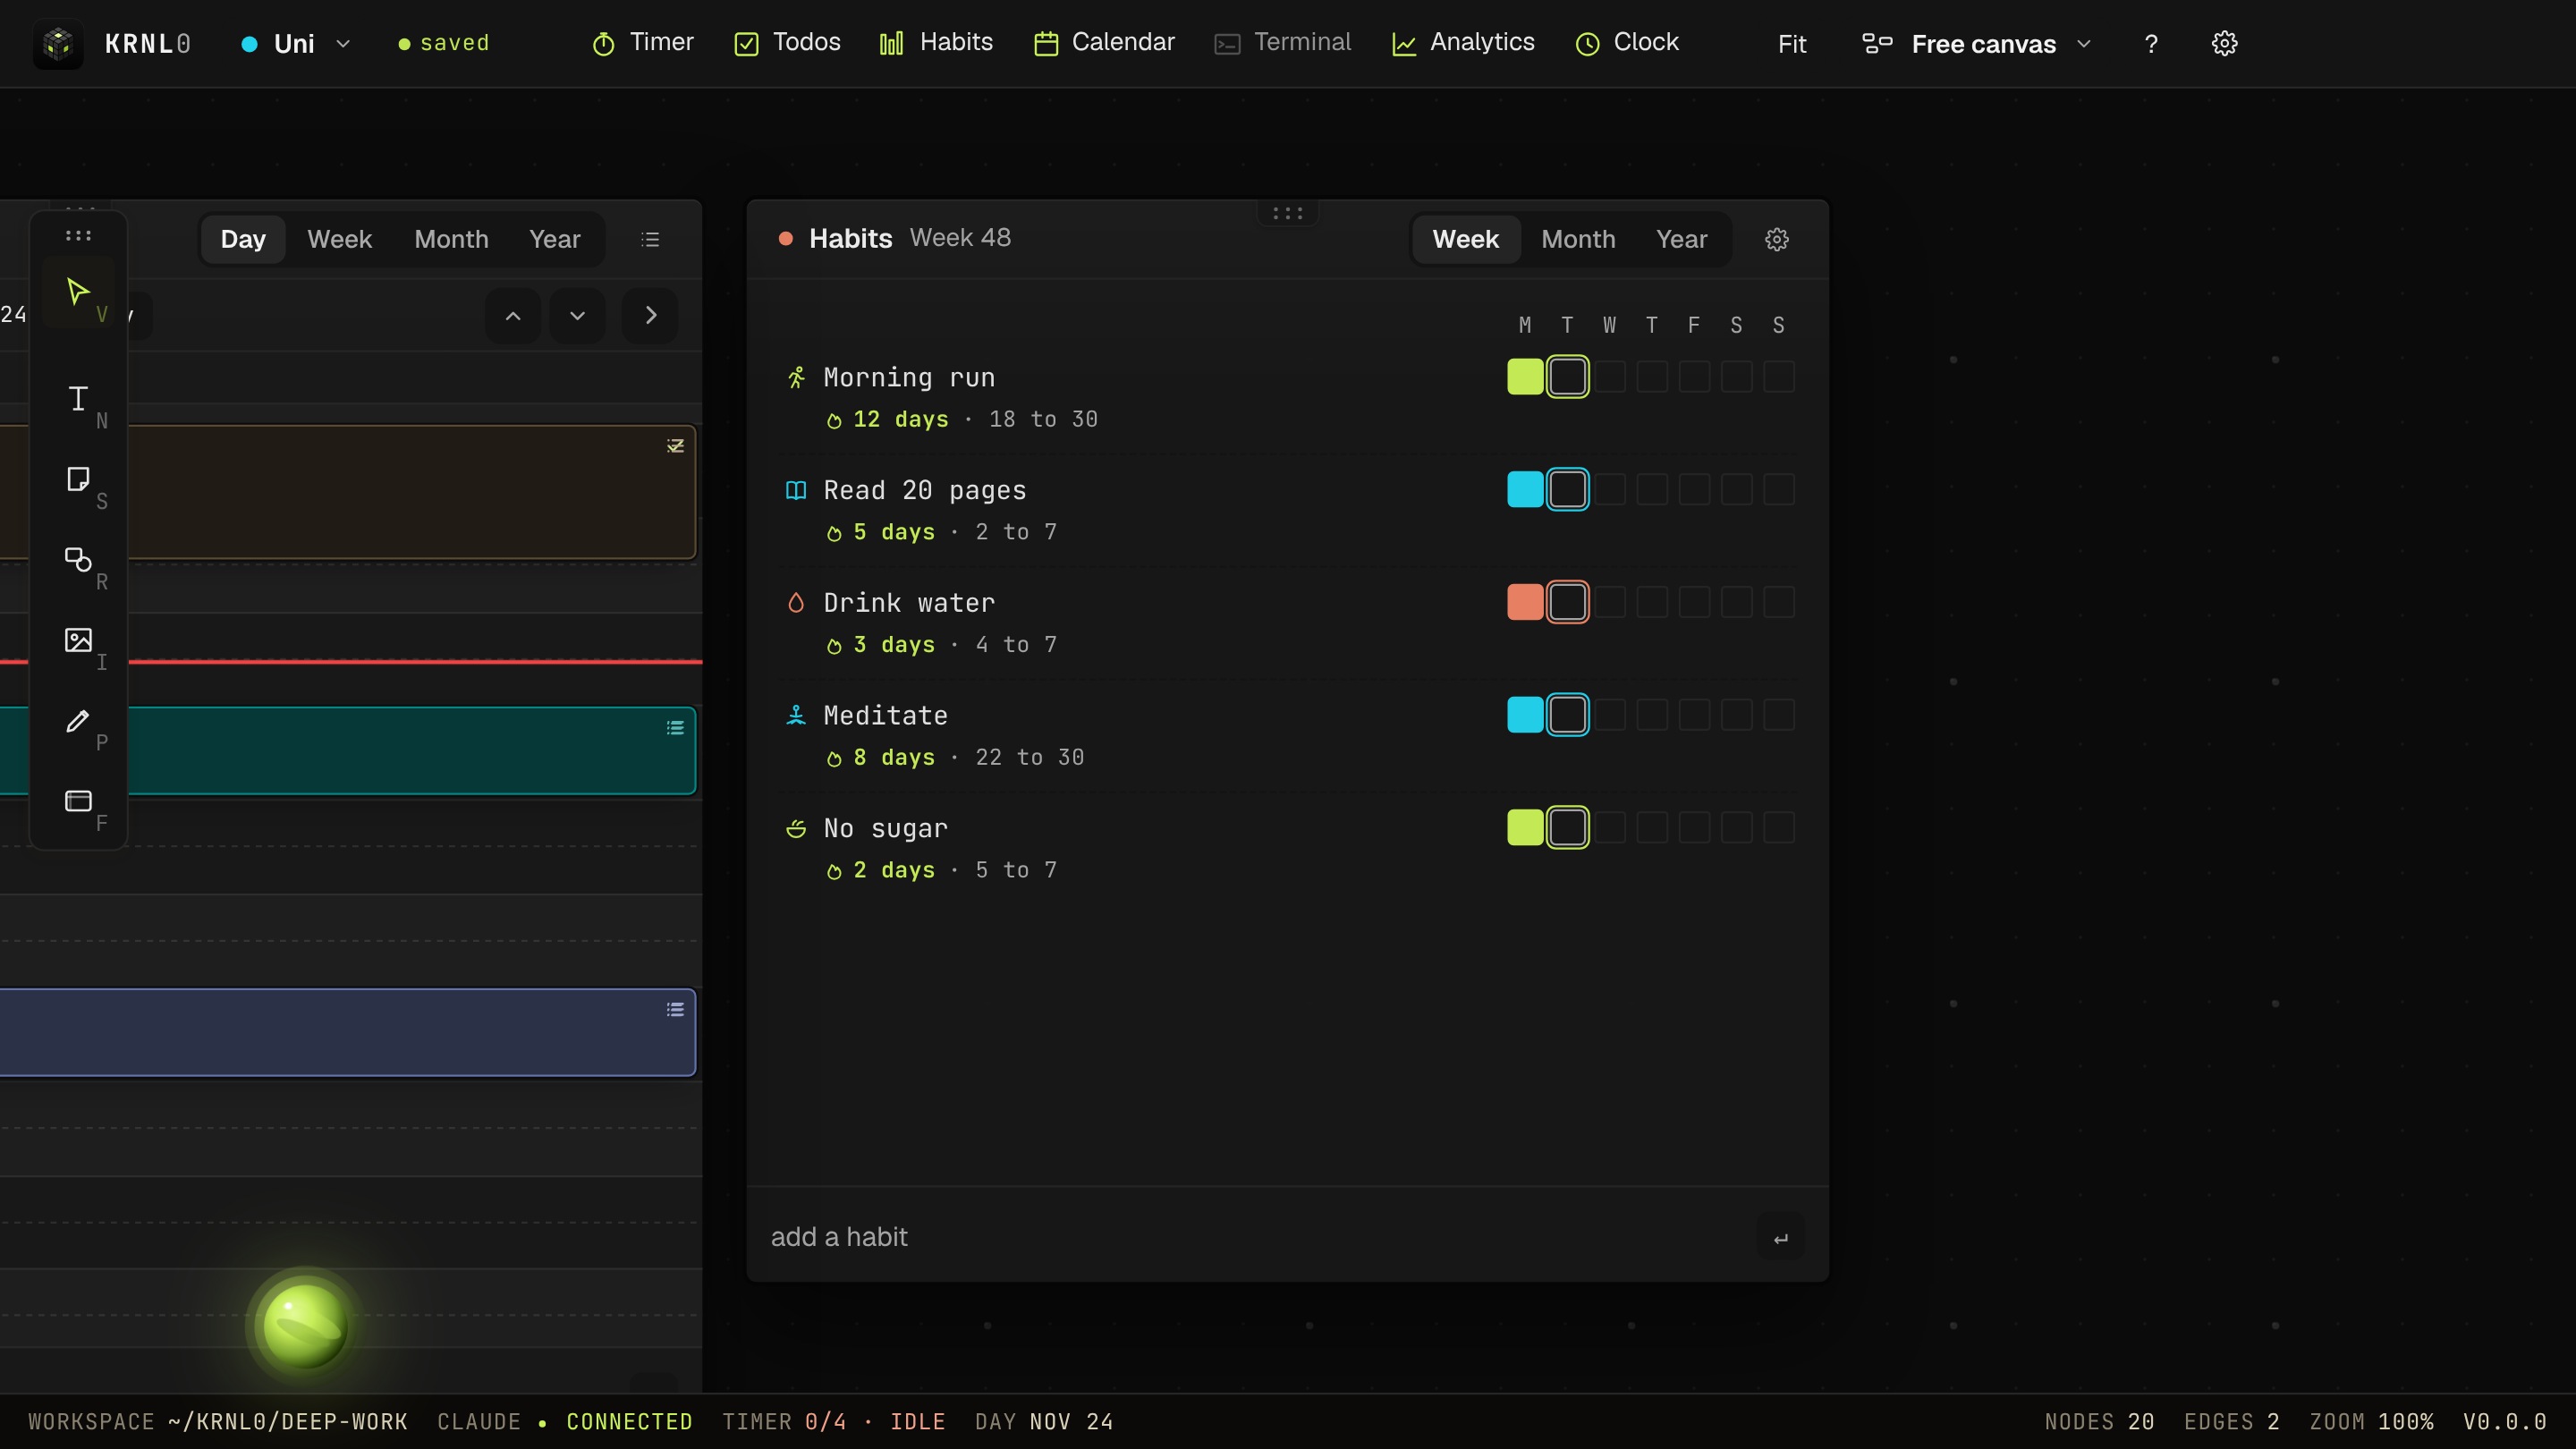 KRNL0 Uni saved Timer Todos Habits Calendar Terminal Analytics Clock Fit Free canvas ?
Day Week Month Year
24
V
N
S
R
I
P
F
Habits Week 48 Week Month Year
M T W T F S S
Morning run
12 days · 18 to 30
Read 20 pages
5 days · 2 to 7
Drink water
3 days · 4 to 7
Meditate
8 days · 22 to 30
No sugar
2 days · 5 to 7
add a habit
WORKSPACE ~/KRNL0/DEEP-WORK CLAUDE • CONNECTED TIMER 0/4 · IDLE DAY NOV 24 NODES 20 EDGES 2 ZOOM 100% V0.0.0